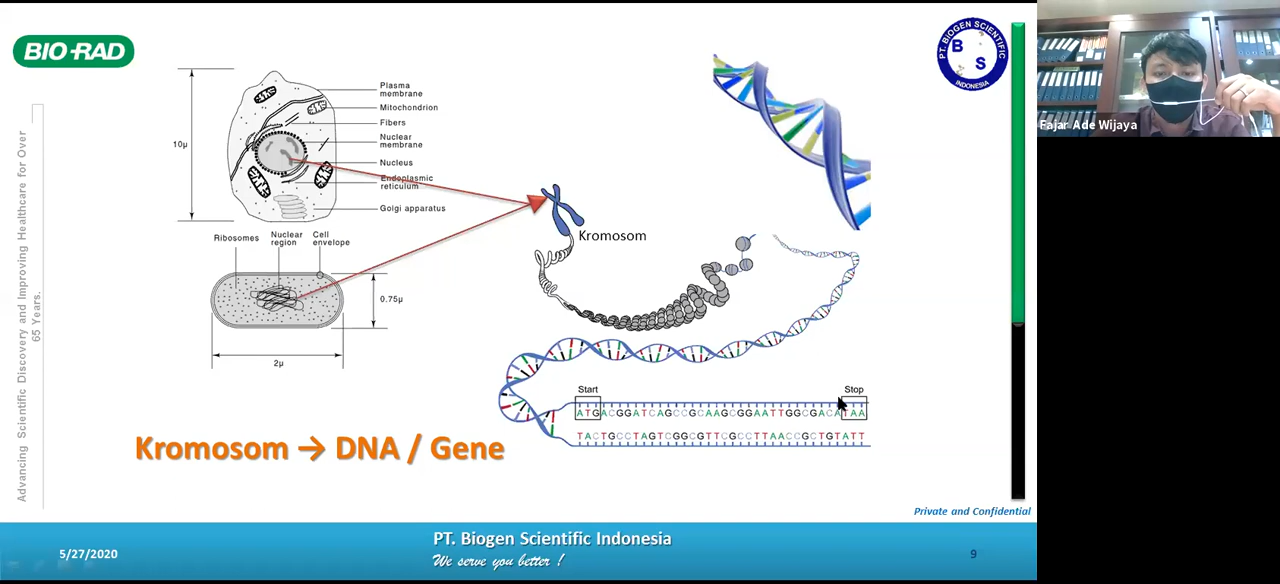 BIO-RAD
PT. BIOGEN SCIENTIFIC
B
S
INDONESIA
Fajar Ade Wijaya
Advancing Scientific Discovery and Improving Healthcare for Over
65 Years.
10µ
Plasma
membrane
Mitochondrion
Fibers
Nuclear
membrane
Nucleus
Endoplasmic
reticulum
Golgi apparatus
Ribosomes
Nuclear
region
Cell
envelope
0.75µ
2µ
Kromosom
Start
Stop
ATGACGGATCAGCCGCAAGCGGAATTGGCGACATAA
TACTGCCTAGTCGGCGTTCGCCTTAACCGCTGTATT
Kromosom → DNA / Gene
Private and Confidential
5/27/2020
PT. Biogen Scientific Indonesia
We serve you better !
9